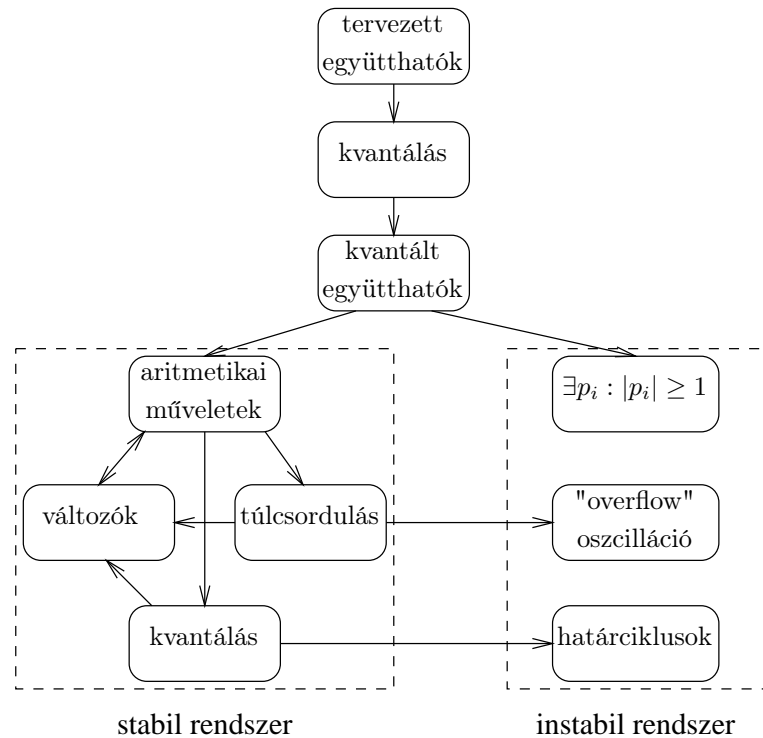 tervezett
együtthatók
kvantálás
kvantált
együtthatók
aritmetikai
műveletek
∃p_i : |p_i| ≥ 1
változók
túlcsordulás
"overflow"
oszcilláció
kvantálás
határciklusok
stabil rendszer
instabil rendszer